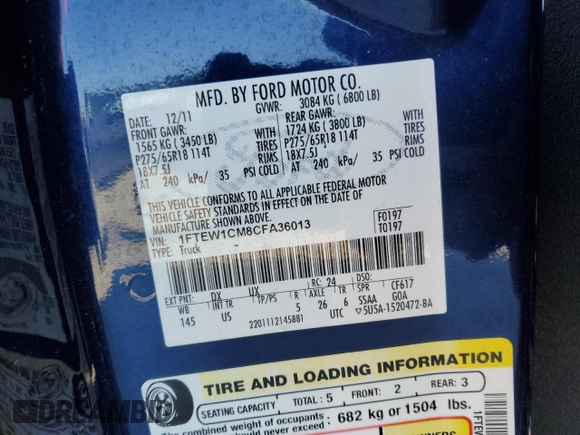 MFD. BY FORD MOTOR CO.
DATE: 12/11 GVWR: 3084 KG ( 6800 LB)
FRONT GAWR: REAR GAWR:
1565 KG ( 3450 LB) WITH 1724 KG ( 3800 LB) WITH
P275/65R18 114T TIRES P275/65R18 114T TIRES
18X7.5J RIMS 18X7.5J RIMS
AT 240 kPa/ 35 PSI COLD AT 240 kPa/ 35 PSI COLD
THIS VEHICLE CONFORMS TO ALL APPLICABLE FEDERAL MOTOR
VEHICLE SAFETY STANDARDS IN EFFECT ON THE DATE OF
MANUFACTURE SHOWN ABOVE.
VIN: 1FTEW1CM8CFA36013 F0197
TYPE: Truck T0197
EXT PNT: DX UX RC: 24 DSO:
WB INT TR TP/PS R AXLE TR SPR CF617
145 US 5 26 6 SSAA GOA
2201112145881 UTC 5U5A-1520472-BA
TIRE AND LOADING INFORMATION
SEATING CAPACITY TOTAL: 5 FRONT: 2 REAR: 3
The combined weight of occupants
682 kg or 1504 lbs.
1FTEW
DREAMBID